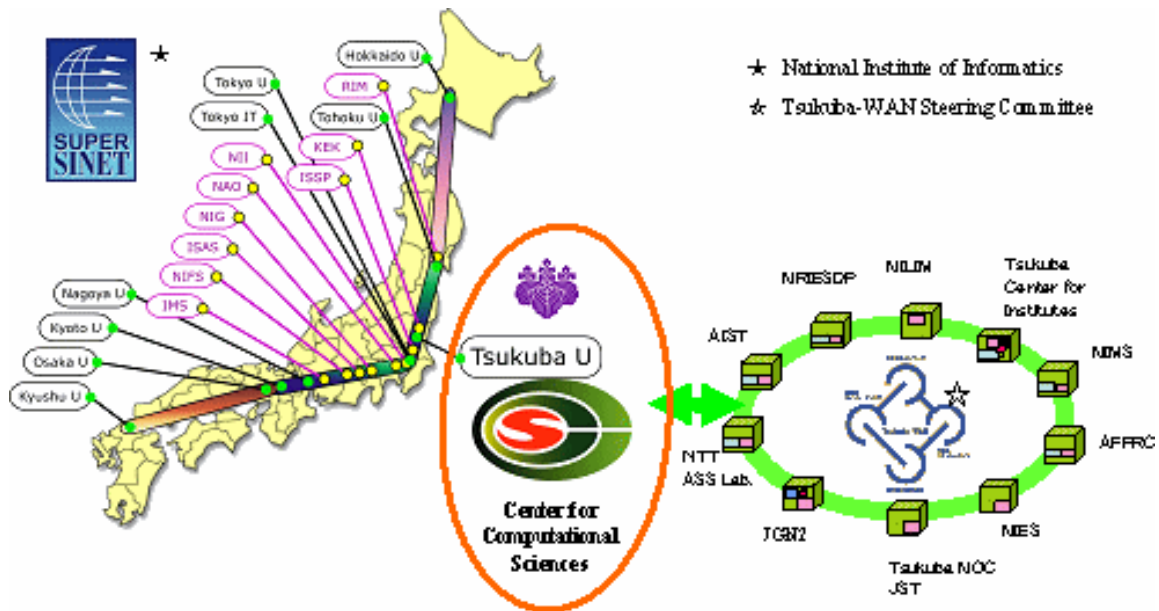 SUPER
SINET
Hokkaido U
Tokyo U
RIM
Tokyo IT
Tohoku U
NII
KEK
NAO
ISSP
NIG
ISAS
NIFS
Nagoya U
IMS
Kyoto U
Osaka U
Kyushu U
Tsukuba U
Center for
Computational
Sciences
National Institute of Informatics
Tsukuba-WAN Steering Committee
NILIM
Tsukuba
Center for
Institutes
AIST
NIMS
NTT
ASS Lab.
AFFRC
JGN2
NIES
Tsukuba NOC
JST